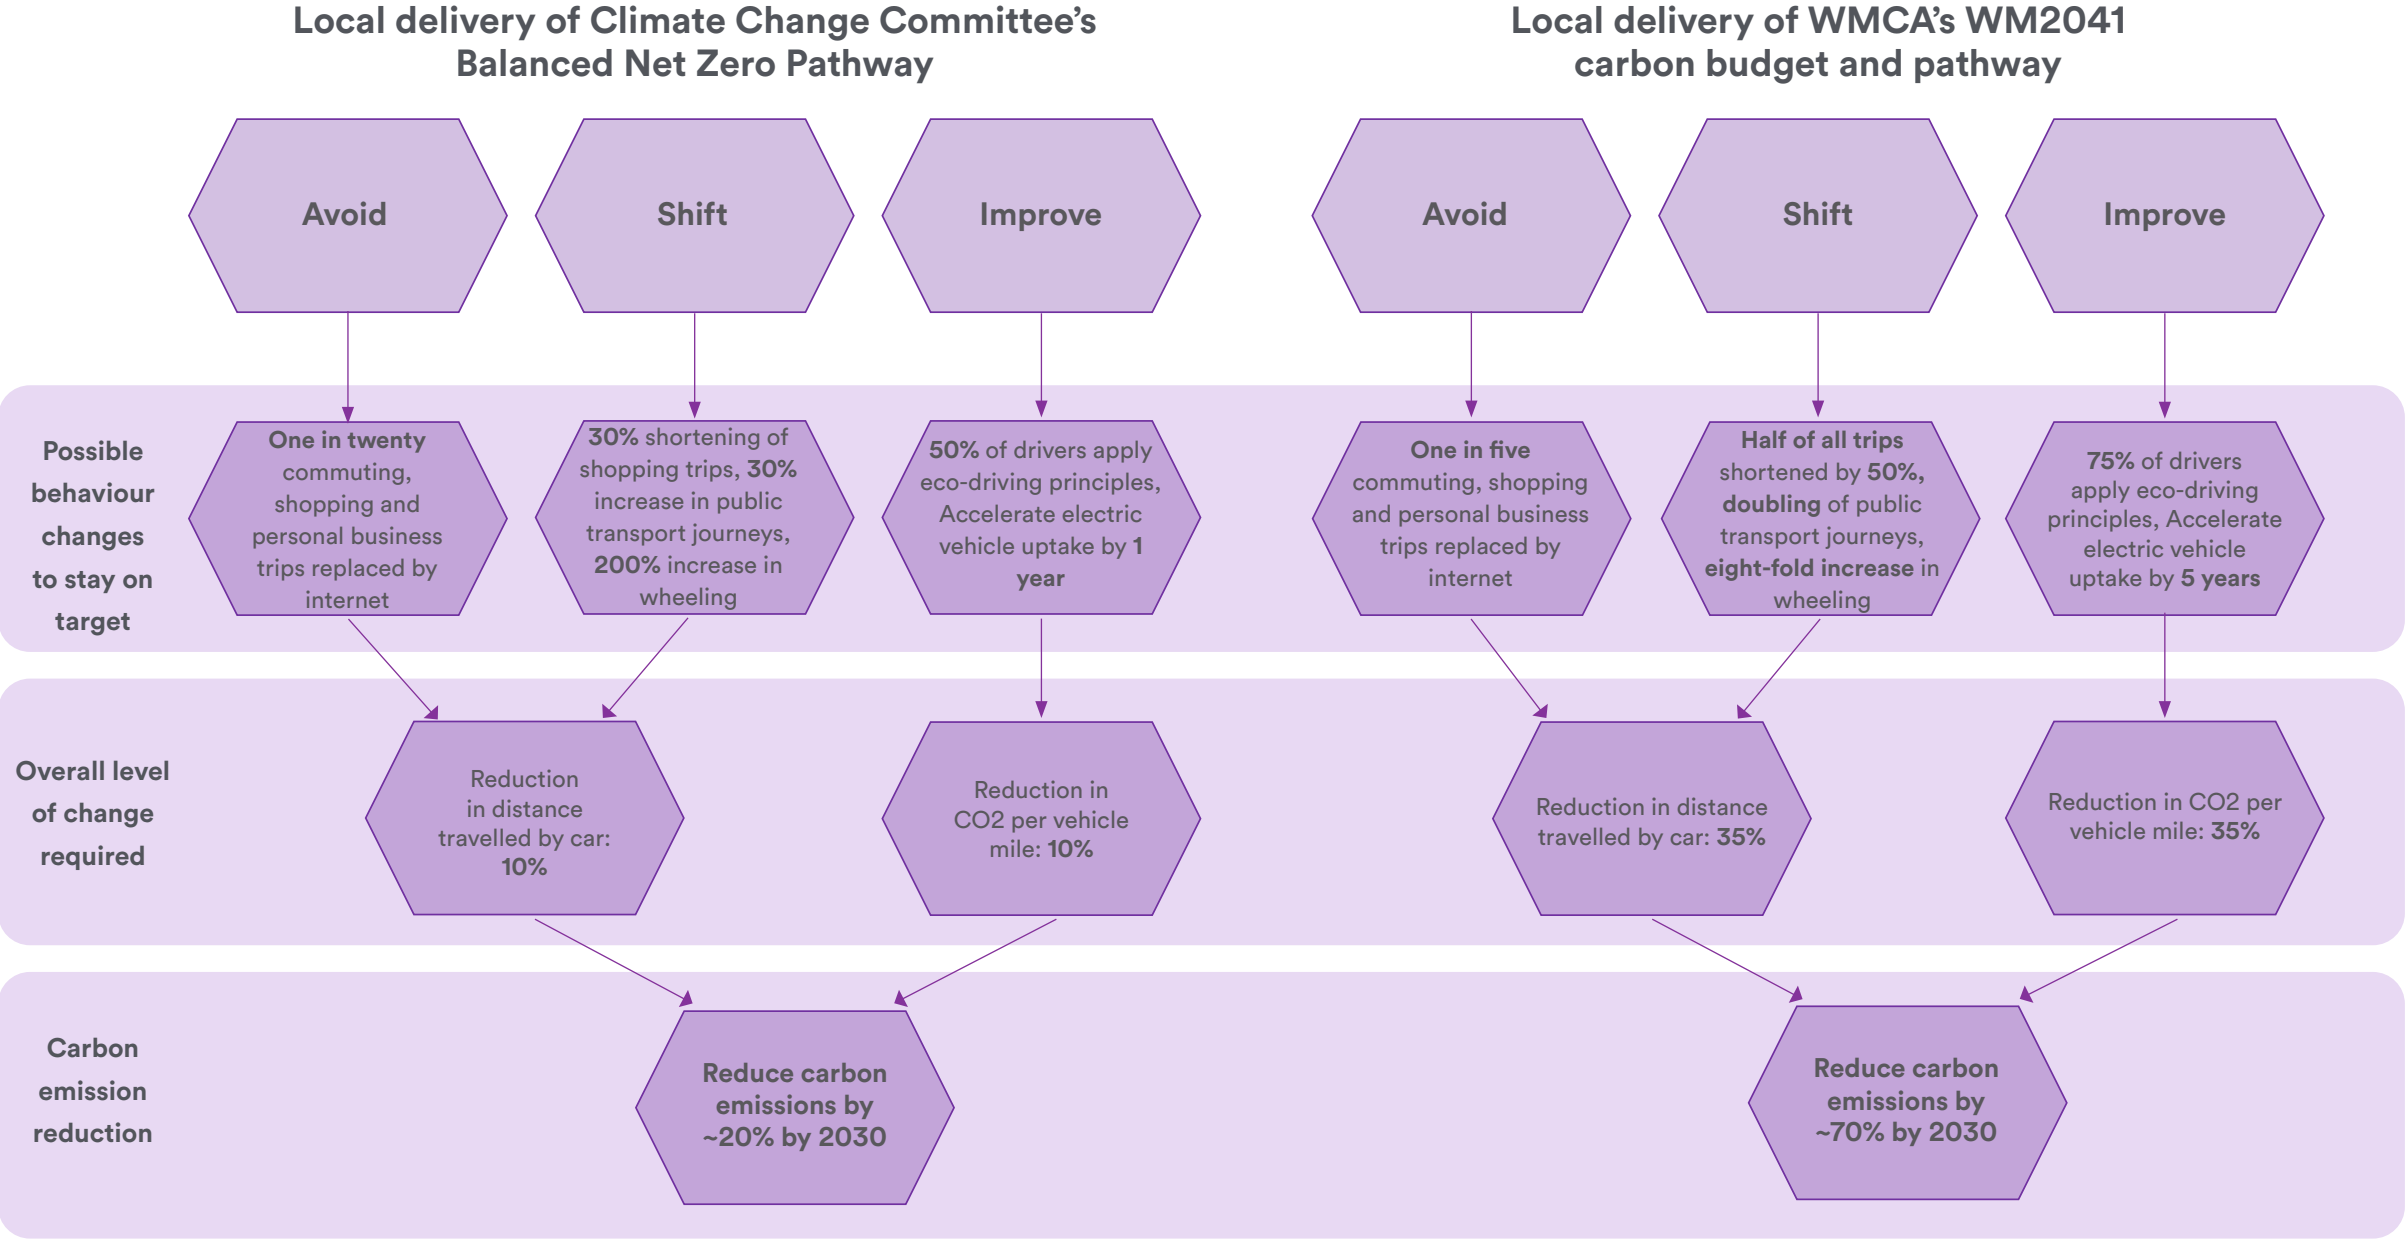 Local delivery of Climate Change Committee’s
Balanced Net Zero Pathway
Local delivery of WMCA’s WM2041
carbon budget and pathway
Avoid
Shift
Improve
Avoid
Shift
Improve
Possible
behaviour
changes
to stay on
target
One in twenty
commuting,
shopping and
personal business
trips replaced by
internet
30% shortening of
shopping trips, 30%
increase in public
transport journeys,
200% increase in
wheeling
50% of drivers apply
eco-driving principles,
Accelerate electric
vehicle uptake by 1
year
One in five
commuting, shopping
and personal business
trips replaced by
internet
Half of all trips
shortened by 50%,
doubling of public
transport journeys,
eight-fold increase in
wheeling
75% of drivers
apply eco-driving
principles, Accelerate
electric vehicle
uptake by 5 years
Overall level
of change
required
Reduction
in distance
travelled by car:
10%
Reduction in
CO2 per vehicle
mile: 10%
Reduction in distance
travelled by car: 35%
Reduction in CO2 per
vehicle mile: 35%
Carbon
emission
reduction
Reduce carbon
emissions by
~20% by 2030
Reduce carbon
emissions by
~70% by 2030